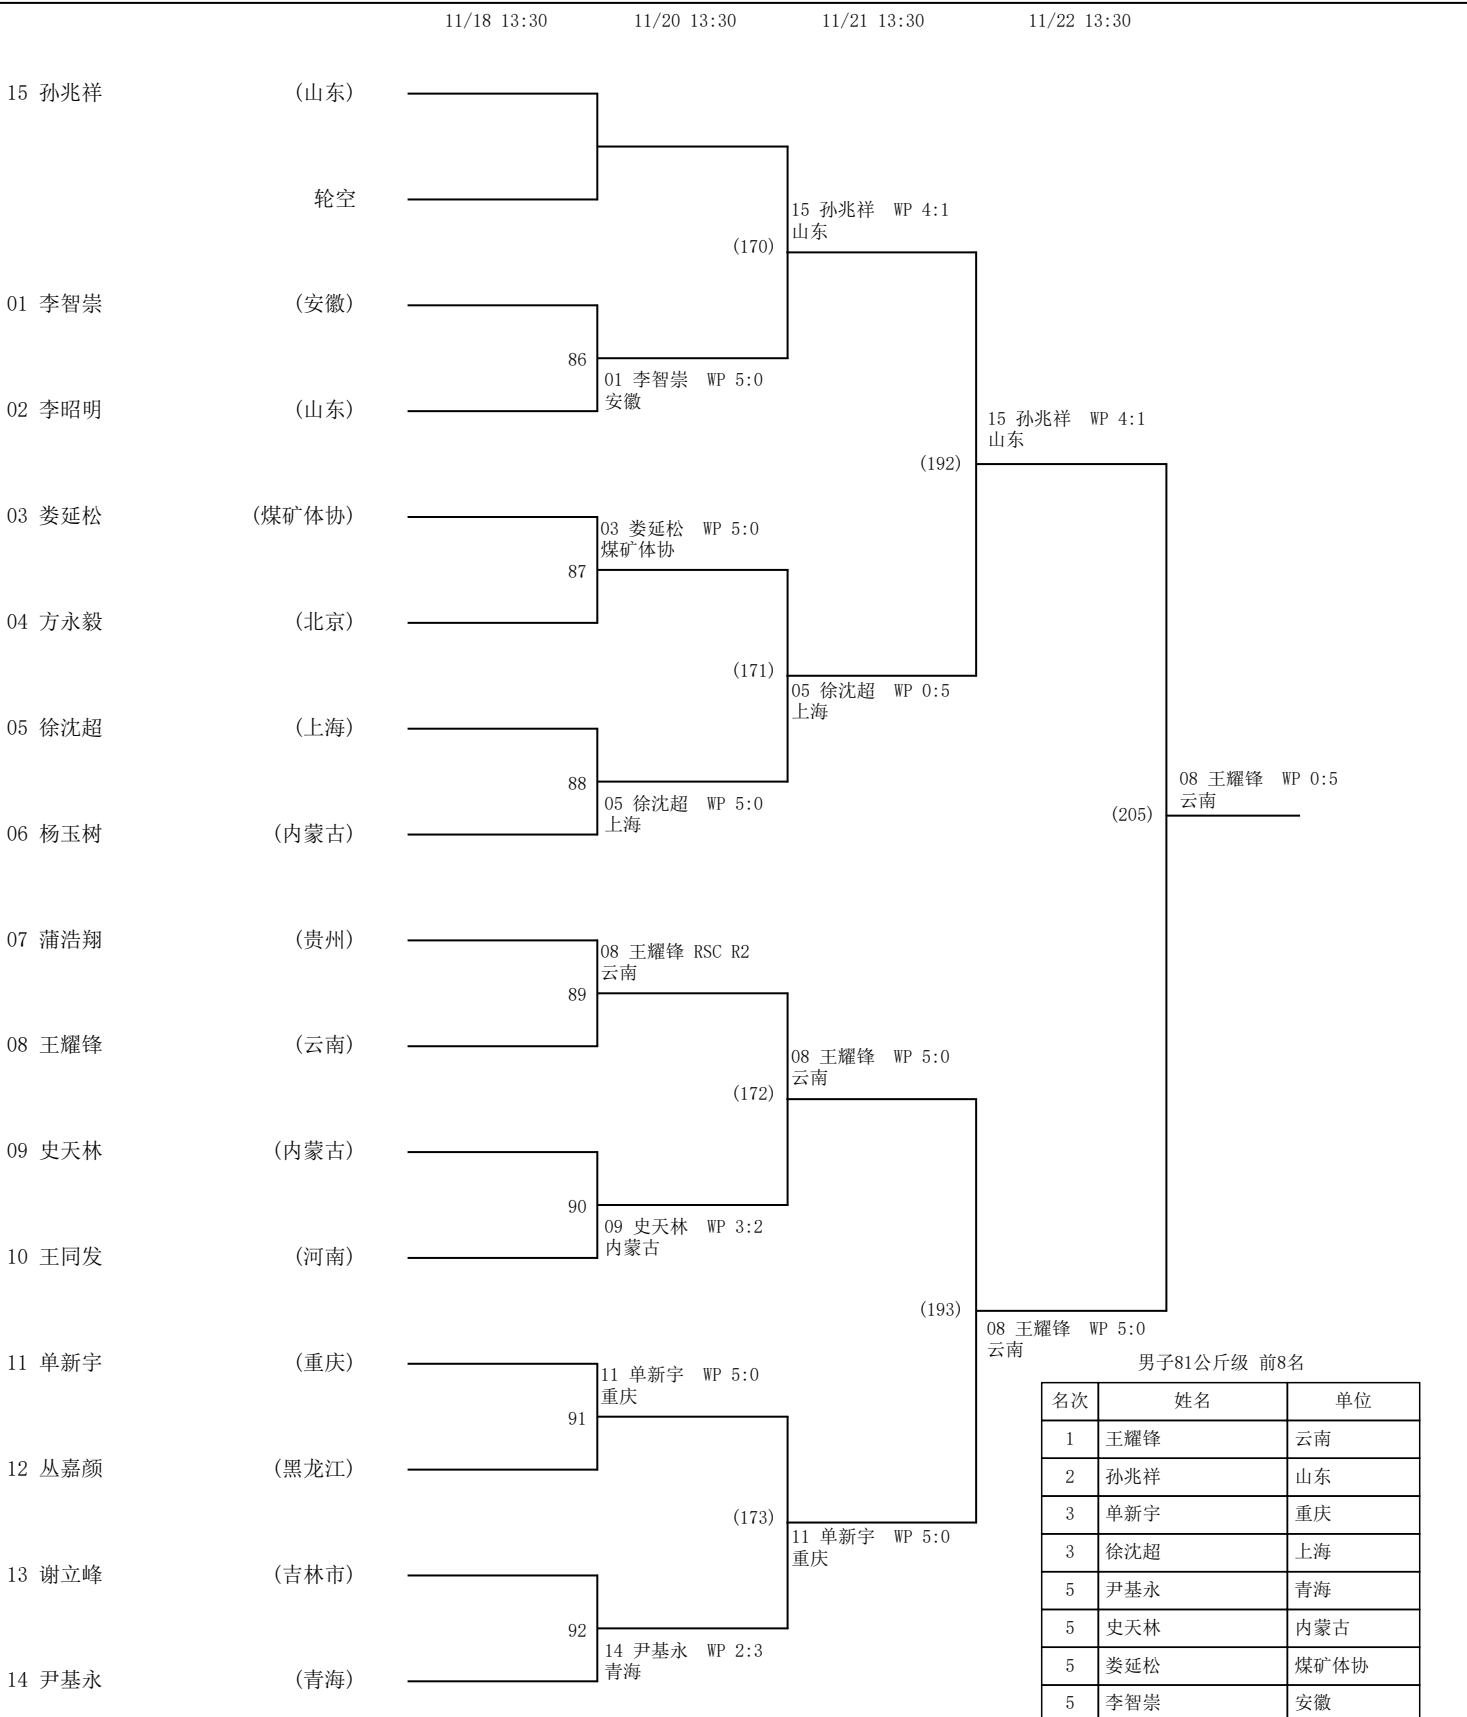 11/18 13:30 11/20 13:30 11/21 13:30 11/22 13:30
15 孙兆祥 (山东)
轮空
15 孙兆祥 WP 4:1
山东
(170)
01 李智崇 (安徽)
86
01 李智崇 WP 5:0
安徽
02 李昭明 (山东)
15 孙兆祥 WP 4:1
山东
(192)
03 娄延松 (煤矿体协)
03 娄延松 WP 5:0
煤矿体协
87
04 方永毅 (北京)
(171)
05 徐沈超 WP 0:5
上海
05 徐沈超 (上海)
88
05 徐沈超 WP 5:0
上海
08 王耀锋 WP 0:5
云南
(205)
06 杨玉树 (内蒙古)
07 蒲浩翔 (贵州)
08 王耀锋 RSC R2
云南
89
08 王耀锋 (云南)
08 王耀锋 WP 5:0
云南
(172)
09 史天林 (内蒙古)
90
09 史天林 WP 3:2
内蒙古
10 王同发 (河南)
(193)
08 王耀锋 WP 5:0
云南
11 单新宇 (重庆)
11 单新宇 WP 5:0
重庆
91
12 丛嘉颜 (黑龙江)
(173)
11 单新宇 WP 5:0
重庆
13 谢立峰 (吉林市)
92
14 尹基永 WP 2:3
青海
14 尹基永 (青海)
男子81公斤级 前8名
名次 姓名 单位
1 王耀锋 云南
2 孙兆祥 山东
3 单新宇 重庆
3 徐沈超 上海
5 尹基永 青海
5 史天林 内蒙古
5 娄延松 煤矿体协
5 李智崇 安徽